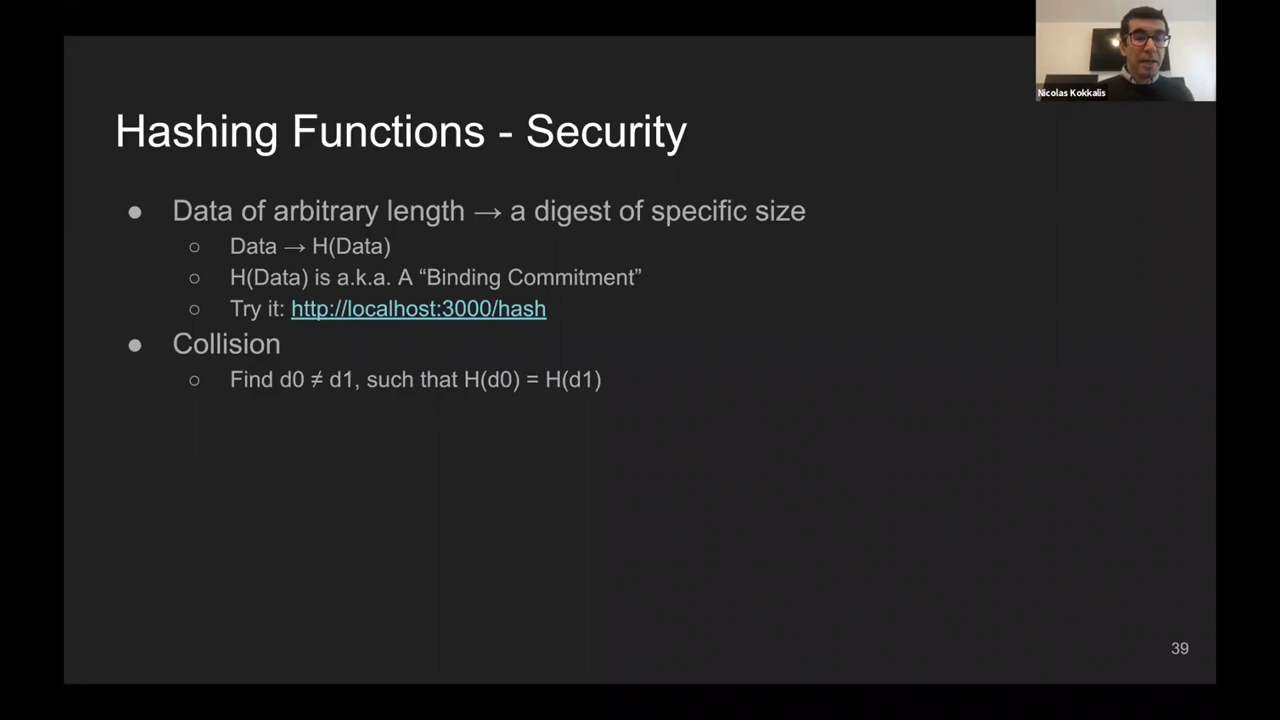 Nicolas Kokkalis
Hashing Functions - Security
● Data of arbitrary length → a digest of specific size
○ Data → H(Data)
○ H(Data) is a.k.a. A “Binding Commitment”
○ Try it: http://localhost:3000/hash
● Collision
○ Find d0 ≠ d1, such that H(d0) = H(d1)
39